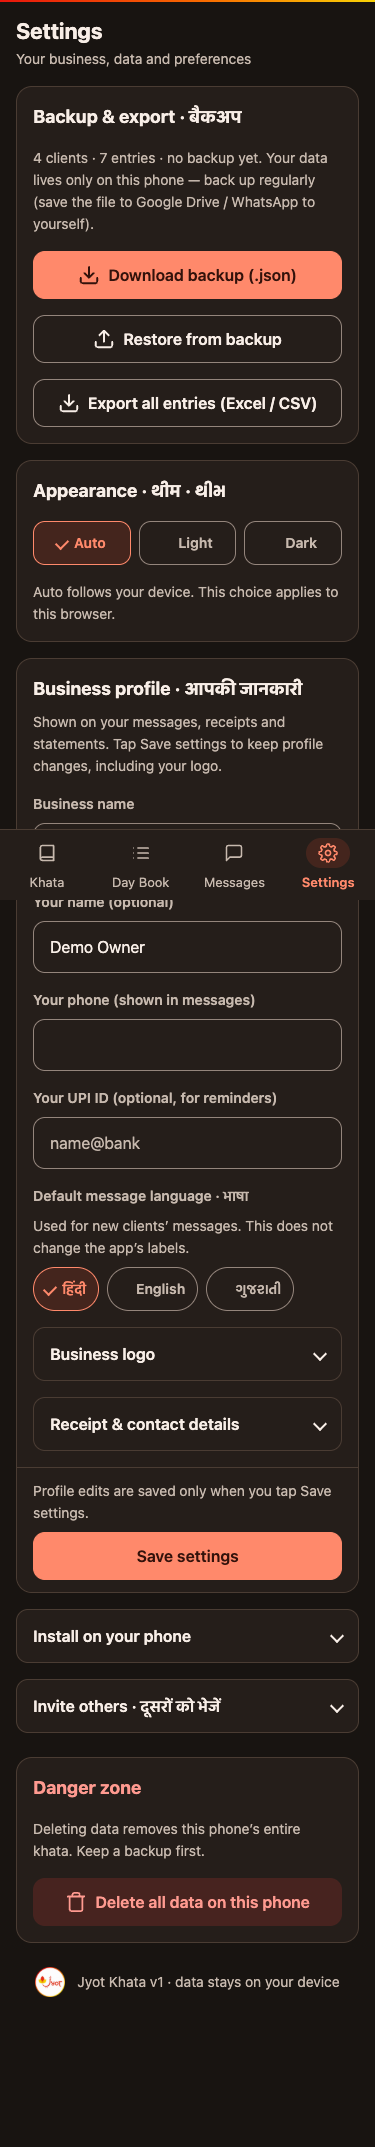 Settings
Your business, data and preferences
Backup & export · बैकअप
4 clients · 7 entries · no backup yet. Your data
lives only on this phone — back up regularly
(save the file to Google Drive / WhatsApp to
yourself).
Download backup (.json)
Restore from backup
Export all entries (Excel / CSV)
Appearance · थीम · થીમ
Auto
Light
Dark
Auto follows your device. This choice applies to
this browser.
Business profile · आपकी जानकारी
Shown on your messages, receipts and
statements. Tap Save settings to keep profile
changes, including your logo.
Business name
Khata
Day Book
Messages
Settings
Your name (optional)
Demo Owner
Your phone (shown in messages)
Your UPI ID (optional, for reminders)
name@bank
Default message language · भाषा
Used for new clients’ messages. This does not
change the app’s labels.
हिंदी
English
ગુજરાતી
Business logo
Receipt & contact details
Profile edits are saved only when you tap Save
settings.
Save settings
Install on your phone
Invite others · दूसरों को भेजें
Danger zone
Deleting data removes this phone’s entire
khata. Keep a backup first.
Delete all data on this phone
Jyot
Jyot Khata v1 · data stays on your device